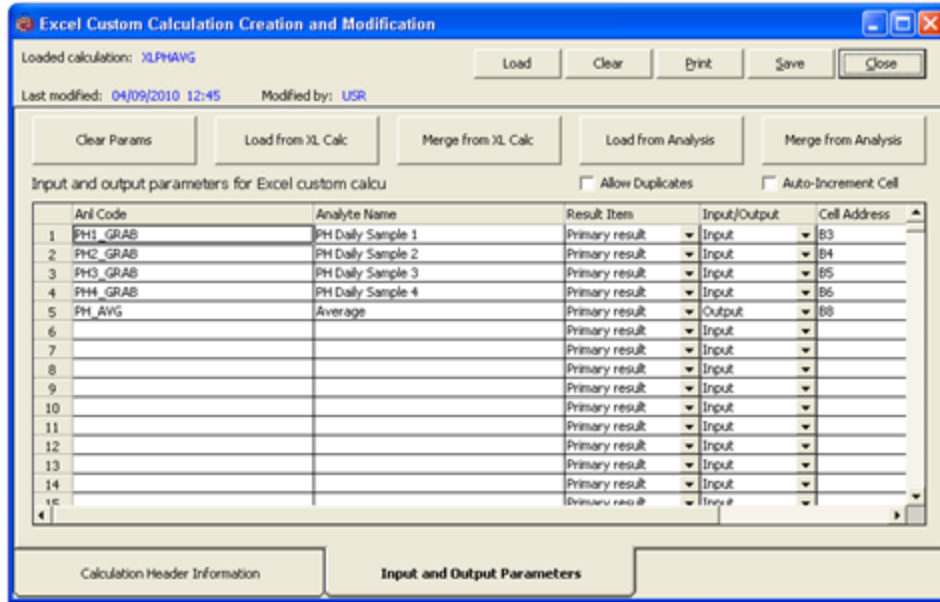 Excel Custom Calculation Creation and Modification
Loaded calculation: XLPHAVG
Load Clear Print Save Close
Last modified: 04/09/2010 12:45 Modified by: USR
Clear Params Load from XL Calc Merge from XL Calc Load from Analysis Merge from Analysis
Input and output parameters for Excel custom calcu Allow Duplicates Auto-Increment Cell
Anl Code Analyte Name Result Item Input/Output Cell Address
1 PH1_GRAB PH Daily Sample 1 Primary result Input B3
2 PH2_GRAB PH Daily Sample 2 Primary result Input B4
3 PH3_GRAB PH Daily Sample 3 Primary result Input B5
4 PH4_GRAB PH Daily Sample 4 Primary result Input B6
5 PH_AVG Average Primary result Output B8
6 Primary result Input
7 Primary result Input
8 Primary result Input
9 Primary result Input
10 Primary result Input
11 Primary result Input
12 Primary result Input
13 Primary result Input
14 Primary result Input
15 Primary result Input
Calculation Header Information Input and Output Parameters